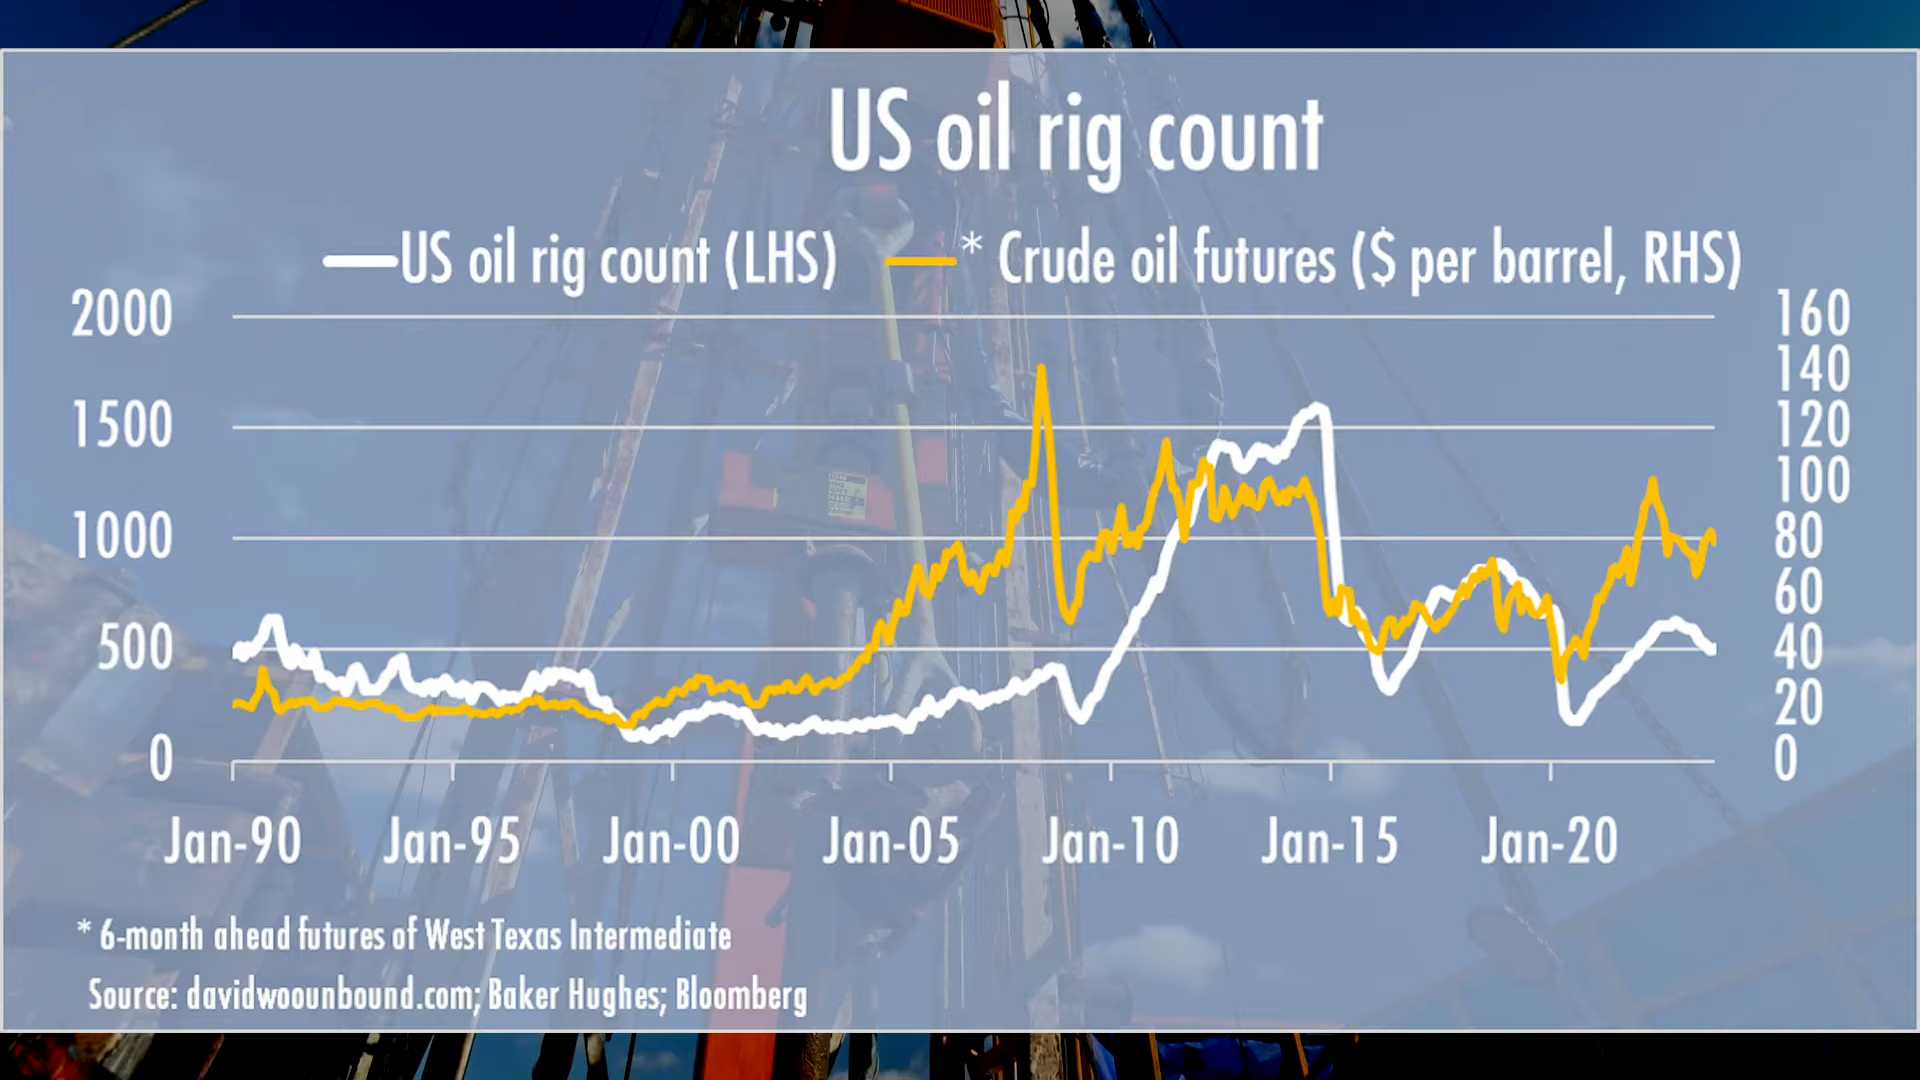 US oil rig count
US oil rig count (LHS)
* Crude oil futures ($ per barrel, RHS)
2000
1500
1000
500
0
160
140
120
100
80
60
40
20
0
Jan-90 Jan-95 Jan-00 Jan-05 Jan-10 Jan-15 Jan-20
* 6-month ahead futures of West Texas Intermediate
Source: davidwoounbound.com; Baker Hughes; Bloomberg